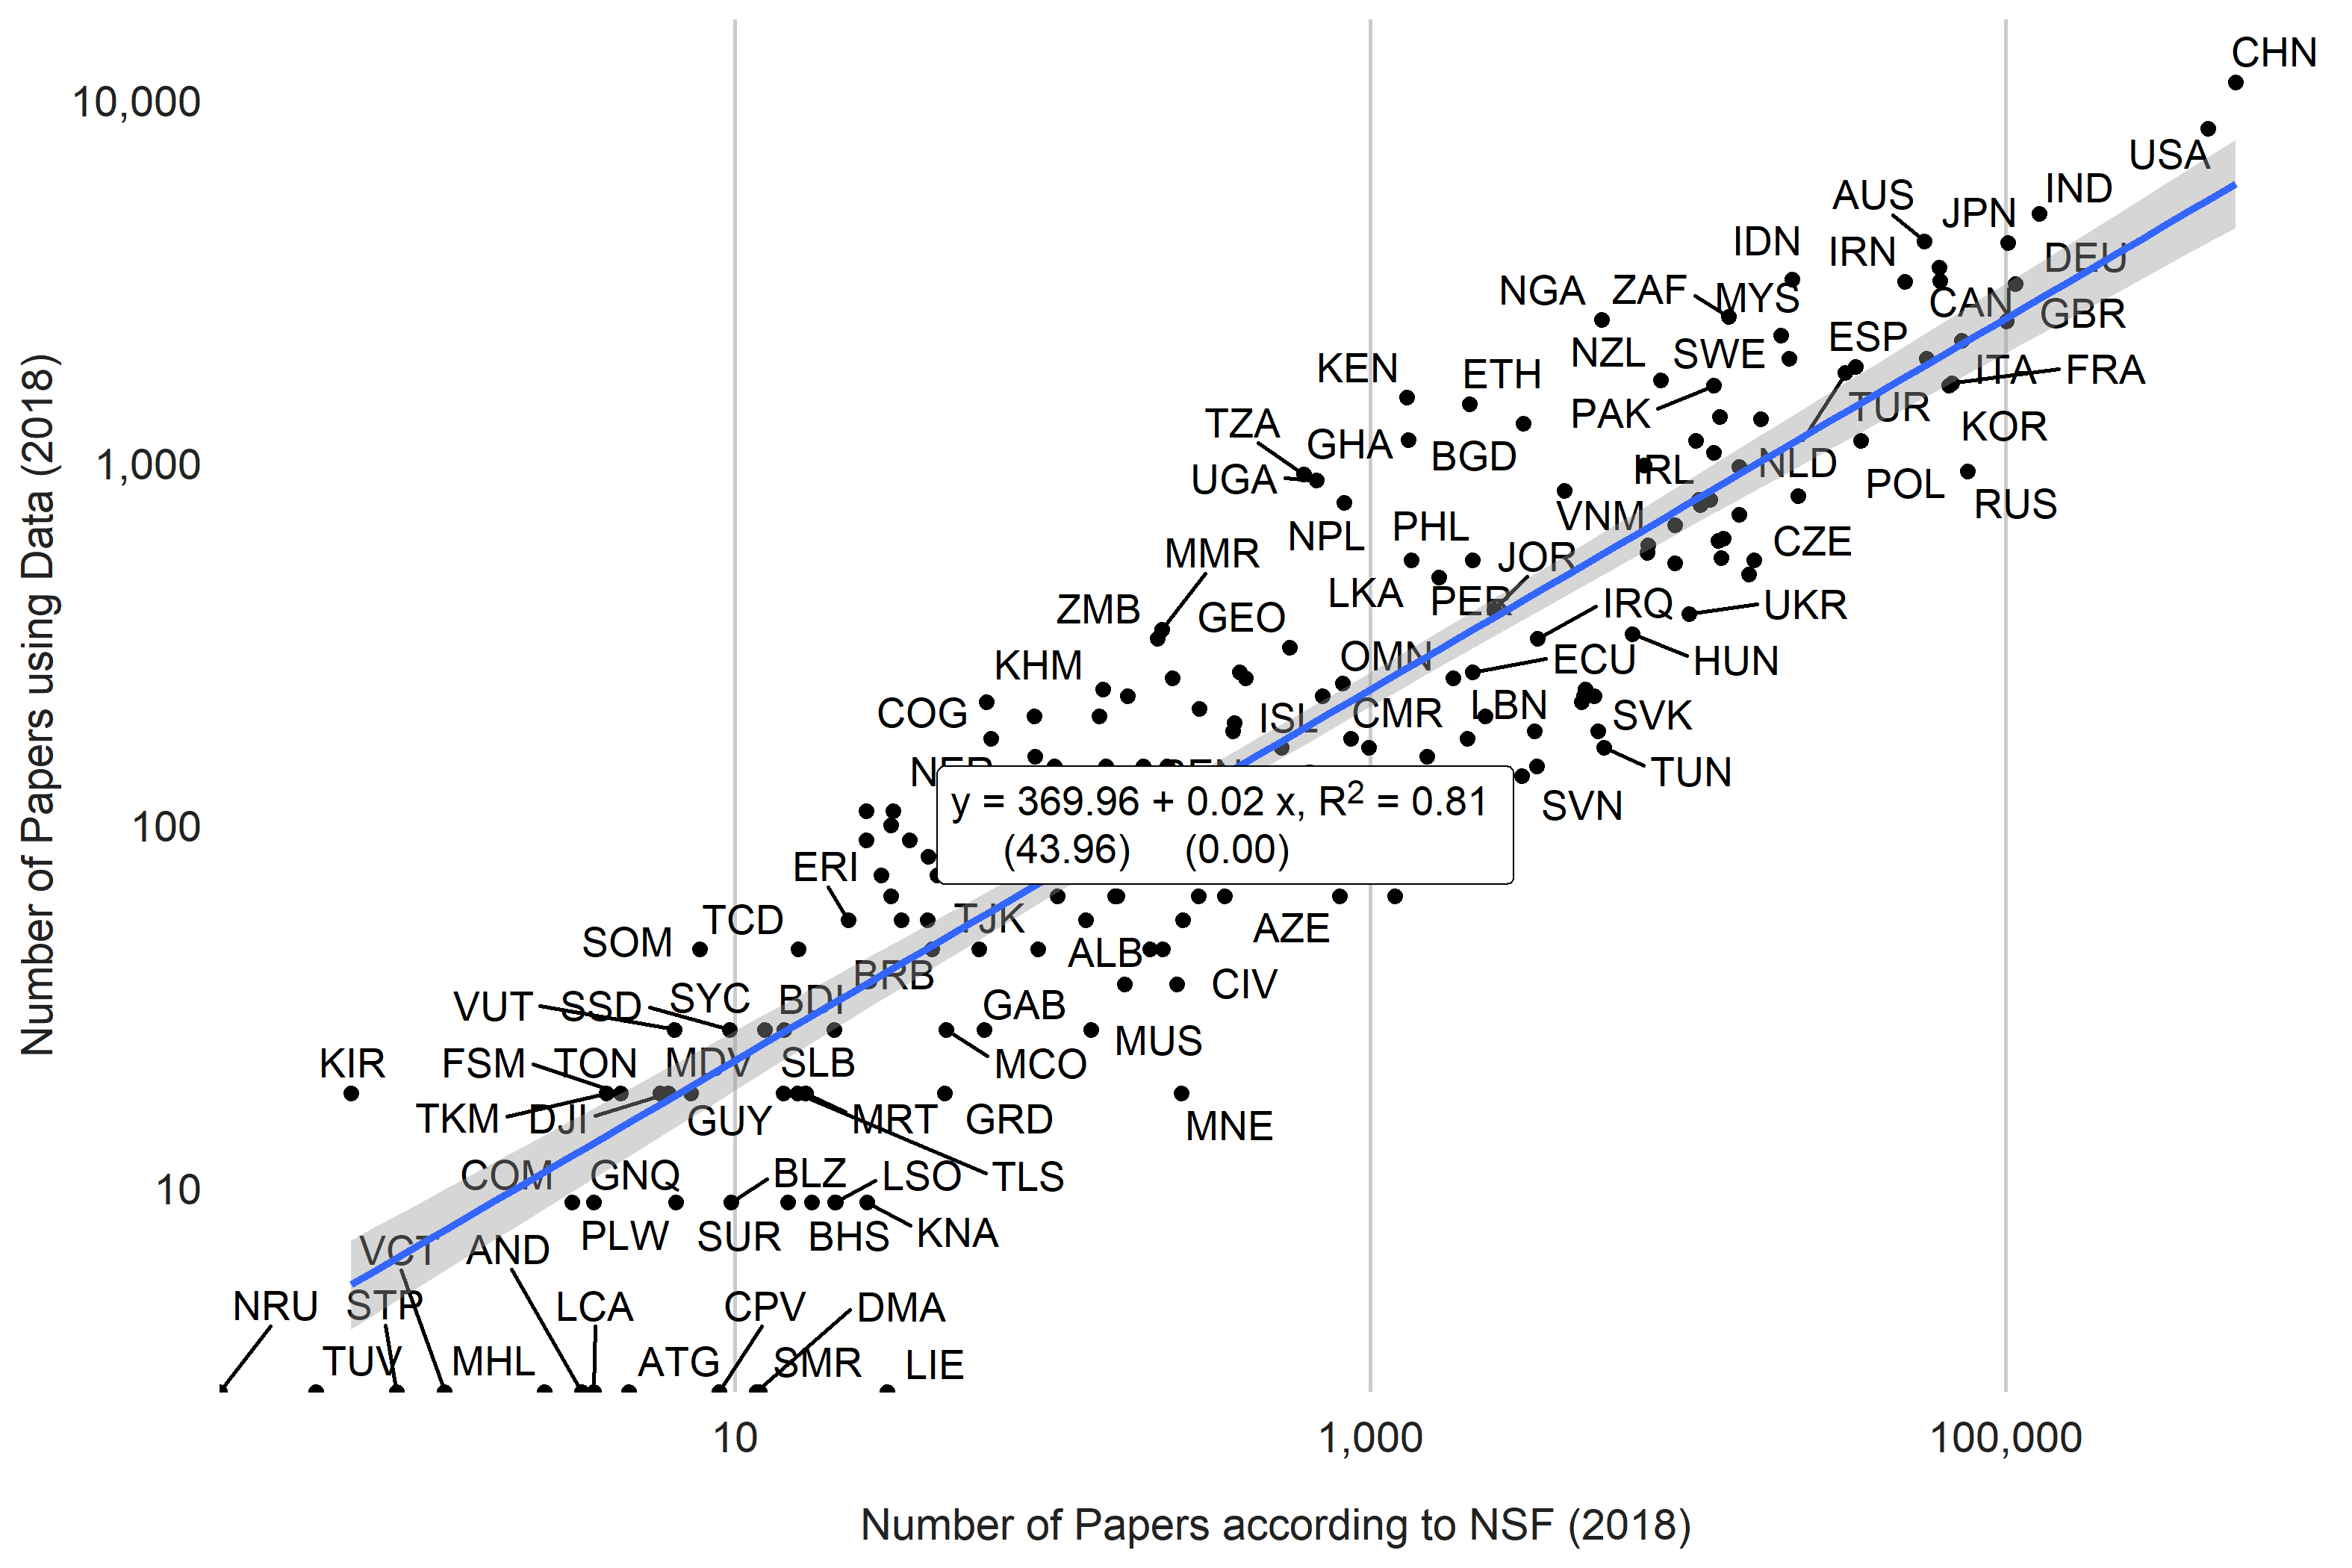 CHN
10,000
USA
AUS
IND
JPN
IDN
IRN
DEU
NGA
ZAF
MYS
CAN
GBR
ESP
NZL
SWE
KEN
ETH
ITA
FRA
PAK
TUR
TZA
GHA
BGD
KOR
1,000
UGA
IRL
NLD
POL
RUS
VNM
NPL
PHL
CZE
MMR
JOR
ZMB
GEO
LKA
PER
IRQ
UKR
KHM
OMN
ECU
HUN
COG
ISL
CMR
LBN
SVK
TUN
y = 369.96 + 0.02 x, R2 = 0.81
(43.96) (0.00)
SVN
100
ERI
TCD
TJK
AZE
SOM
ALB
BRB
CIV
VUT
SSD
SYC
BDI
GAB
MUS
KIR
FSM
TON
MDV
SLB
MCO
TKM
DJI
GUY
MRT
GRD
MNE
10
COM
GNQ
BLZ
LSO
TLS
PLW
SUR
BHS
KNA
VCT
AND
NRU
STP
LCA
CPV
DMA
TUV
MHL
ATG
SMR
LIE
10
1,000
100,000
Number of Papers according to NSF (2018)
Number of Papers using Data (2018)